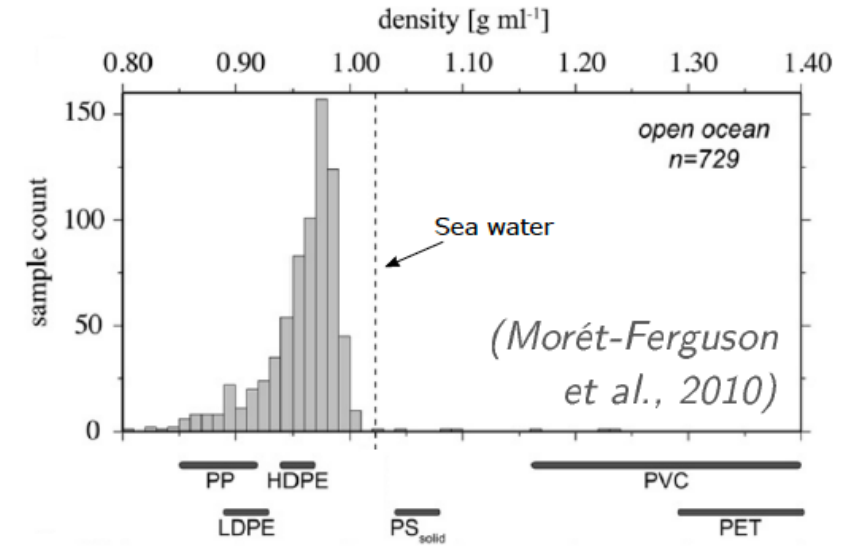 density [g ml⁻¹]
0.80 0.90 1.00 1.10 1.20 1.30 1.40
150
open ocean
n=729
sample count
100
Sea water
50
(Morét-Ferguson
et al., 2010)
0
PP HDPE PVC
LDPE PS solid PET